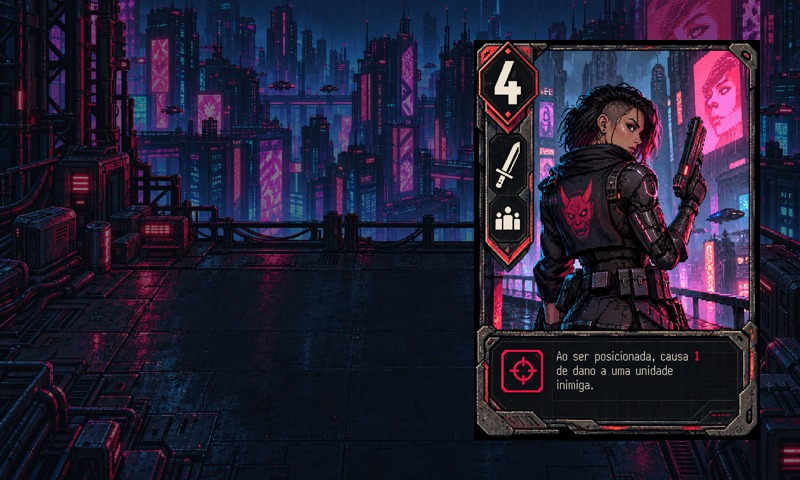 4
Ao ser posicionada, causa 1
de dano a uma unidade
inimiga.